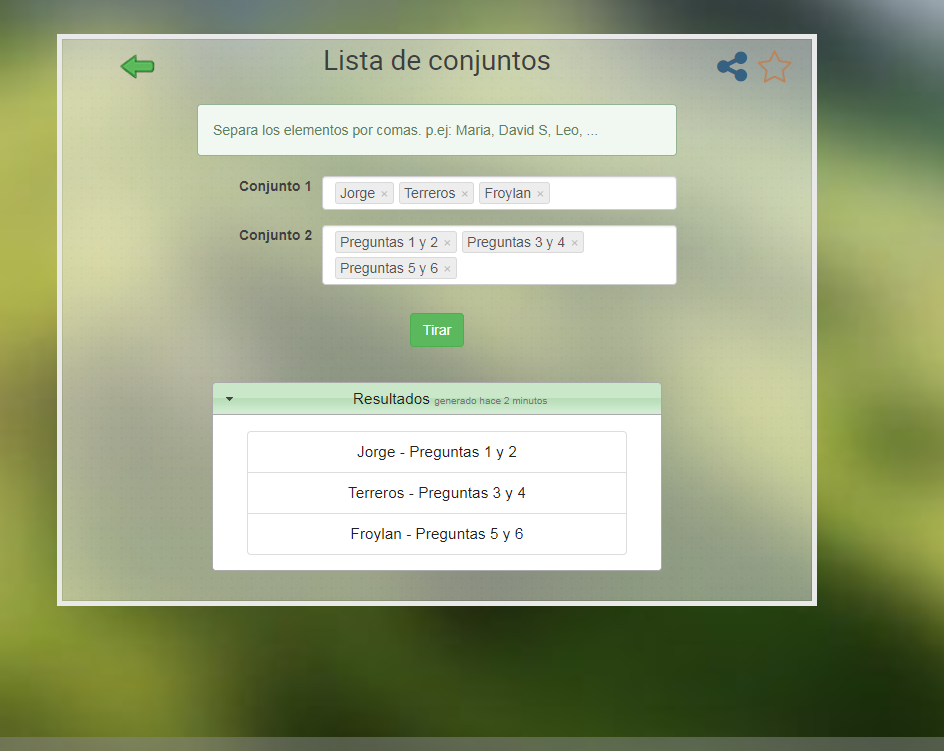 Lista de conjuntos
Separa los elementos por comas. p.ej: Maria, David S, Leo, ...
Conjunto 1
Jorge × Terreros × Froylan ×
Conjunto 2
Preguntas 1 y 2 × Preguntas 3 y 4 ×
Preguntas 5 y 6 ×
Tirar
Resultados generado hace 2 minutos
Jorge - Preguntas 1 y 2
Terreros - Preguntas 3 y 4
Froylan - Preguntas 5 y 6